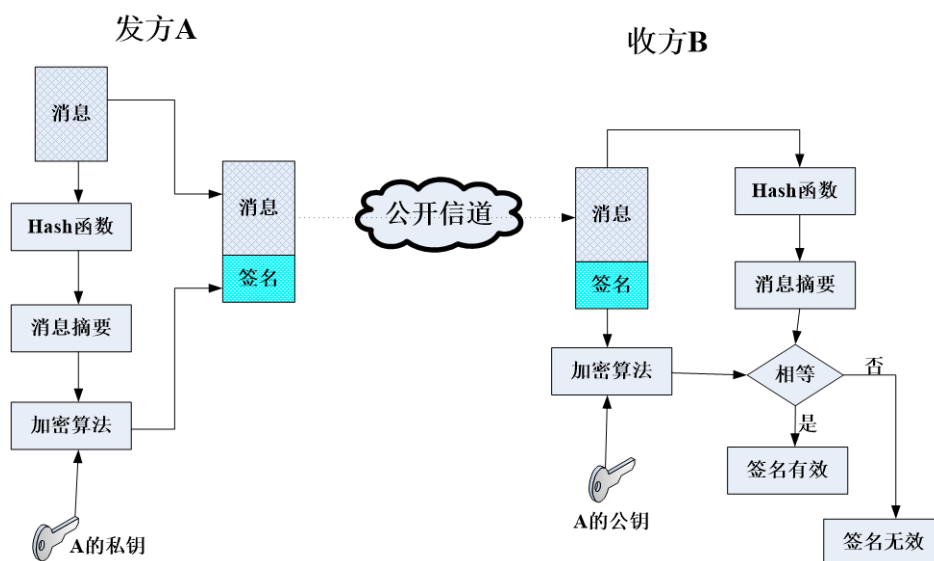 发方A
收方B
消息
Hash函数
消息摘要
加密算法
A的私钥
消息
签名
公开信道
消息
签名
加密算法
A的公钥
Hash函数
消息摘要
相等
否
是
签名有效
签名无效